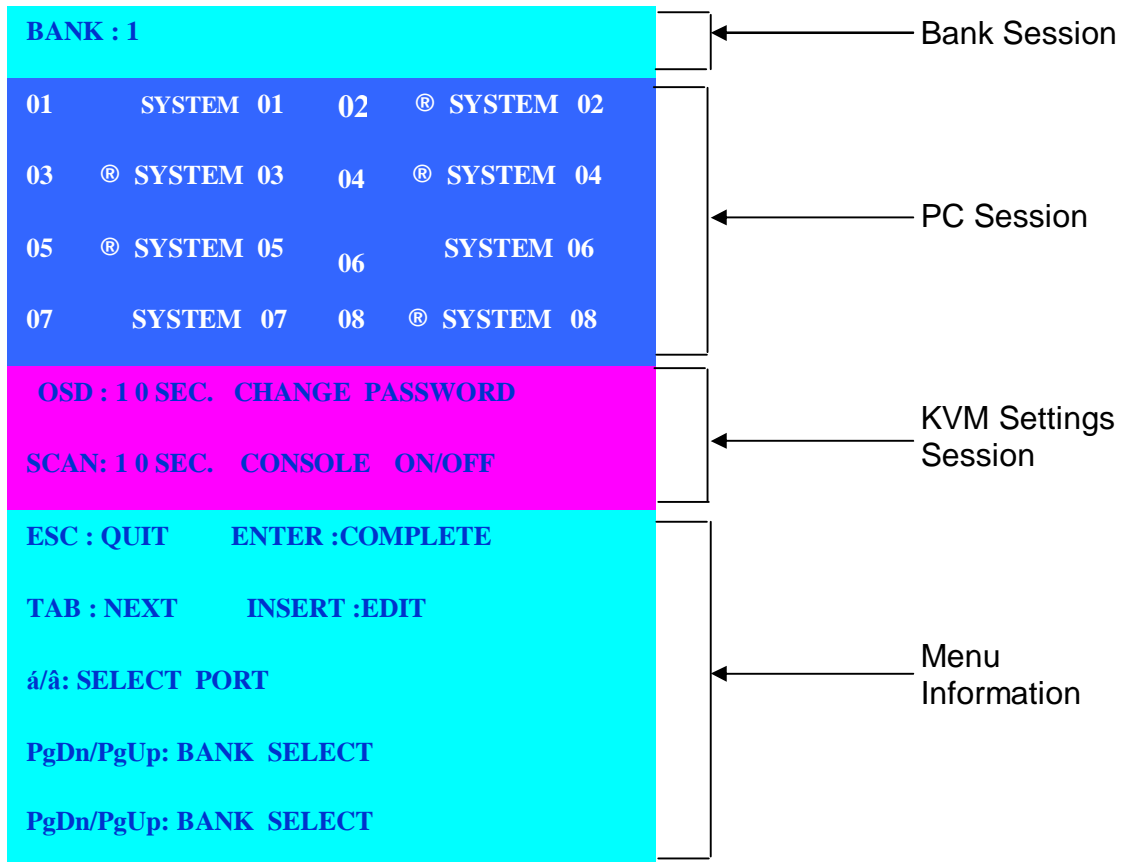 BANK : 1
Bank Session
01 SYSTEM 01 02 ® SYSTEM 02
03 ® SYSTEM 03 04 ® SYSTEM 04
PC Session
05 ® SYSTEM 05 06 SYSTEM 06
07 SYSTEM 07 08 ® SYSTEM 08
OSD : 1 0 SEC. CHANGE PASSWORD
SCAN: 1 0 SEC. CONSOLE ON/OFF
KVM Settings
Session
ESC : QUIT ENTER :COMPLETE
TAB : NEXT INSERT :EDIT
á/â: SELECT PORT
PgDn/PgUp: BANK SELECT
PgDn/PgUp: BANK SELECT
Menu
Information